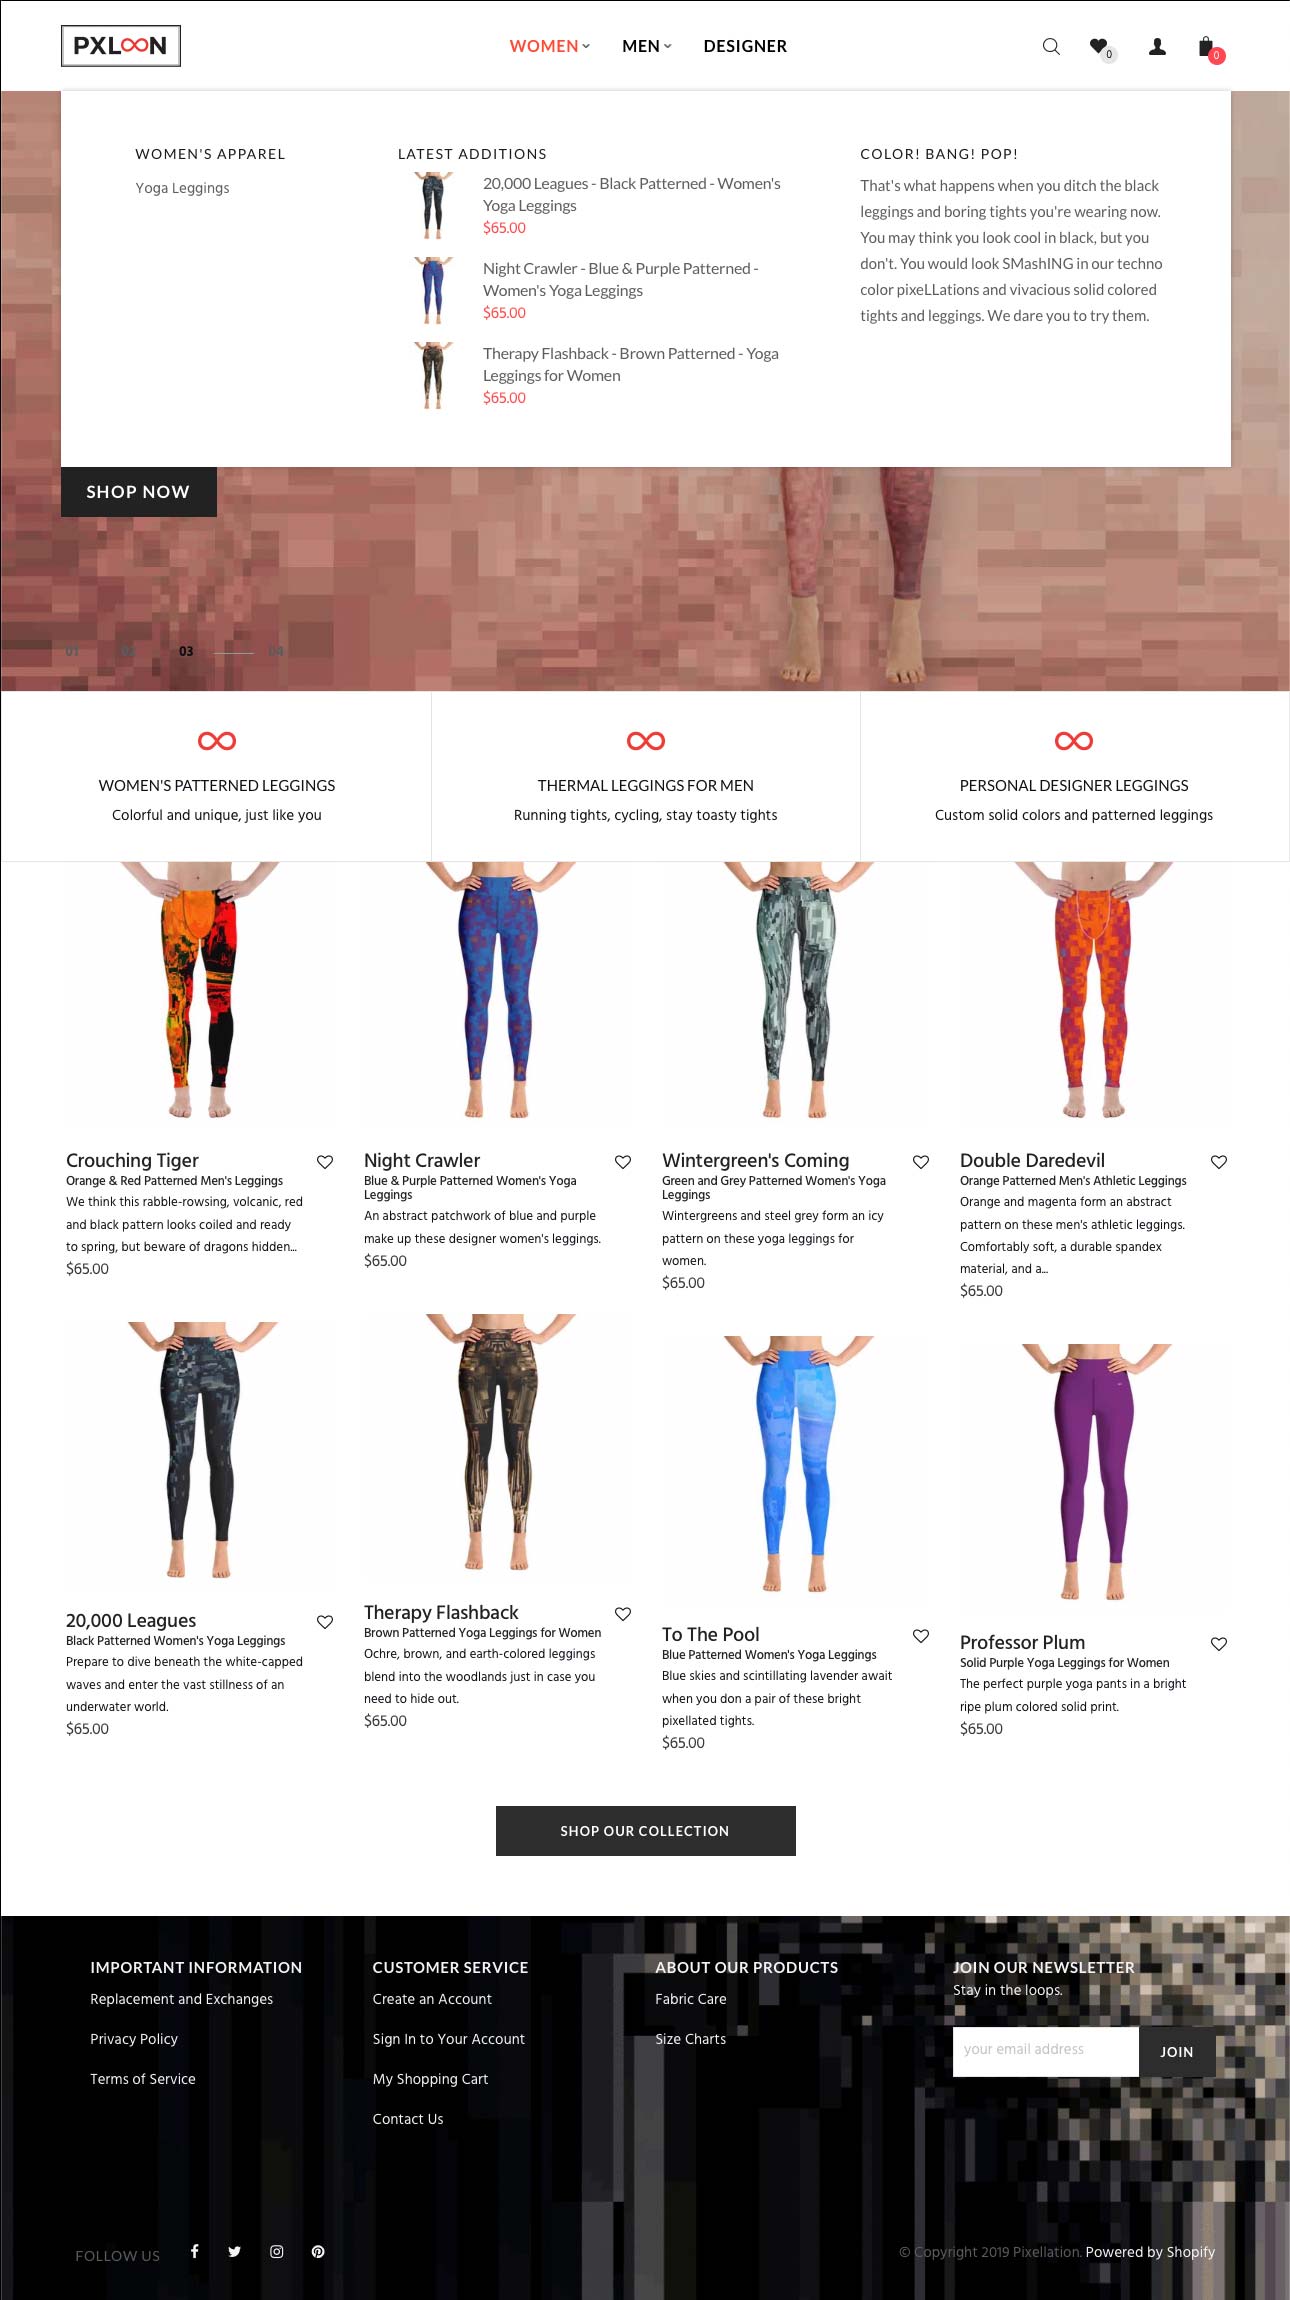 PXLOON
WOMEN
MEN
DESIGNER
0
0
WOMEN'S APPAREL
Yoga Leggings
LATEST ADDITIONS
20,000 Leagues - Black Patterned - Women's
Yoga Leggings
$65.00
Night Crawler - Blue & Purple Patterned -
Women's Yoga Leggings
$65.00
Therapy Flashback - Brown Patterned - Yoga
Leggings for Women
$65.00
COLOR! BANG! POP!
That's what happens when you ditch the black
leggings and boring tights you're wearing now.
You may think you look cool in black, but you
don't. You would look SMashING in our techno
color pixeLLations and vivacious solid colored
tights and leggings. We dare you to try them.
SHOP NOW
01
02
03
04
WOMEN'S PATTERNED LEGGINGS
Colorful and unique, just like you
THERMAL LEGGINGS FOR MEN
Running tights, cycling, stay toasty tights
PERSONAL DESIGNER LEGGINGS
Custom solid colors and patterned leggings
Crouching Tiger
Orange & Red Patterned Men's Leggings
We think this rabble-rowsing, volcanic, red
and black pattern looks coiled and ready
to spring, but beware of dragons hidden...
$65.00
Night Crawler
Blue & Purple Patterned Women's Yoga
Leggings
An abstract patchwork of blue and purple
make up these designer women's leggings.
$65.00
Wintergreen's Coming
Green and Grey Patterned Women's Yoga
Leggings
Wintergreens and steel grey form an icy
pattern on these yoga leggings for
women.
$65.00
Double Daredevil
Orange Patterned Men's Athletic Leggings
Orange and magenta form an abstract
pattern on these men's athletic leggings.
Comfortably soft, a durable spandex
material, and a...
$65.00
20,000 Leagues
Black Patterned Women's Yoga Leggings
Prepare to dive beneath the white-capped
waves and enter the vast stillness of an
underwater world.
$65.00
Therapy Flashback
Brown Patterned Yoga Leggings for Women
Ochre, brown, and earth-colored leggings
blend into the woodlands just in case you
need to hide out.
$65.00
To The Pool
Blue Patterned Women's Yoga Leggings
Blue skies and scintillating lavender await
when you don a pair of these bright
pixellated tights.
$65.00
Professor Plum
Solid Purple Yoga Leggings for Women
The perfect purple yoga pants in a bright
ripe plum colored solid print.
$65.00
SHOP OUR COLLECTION
IMPORTANT INFORMATION
Replacement and Exchanges
Privacy Policy
Terms of Service
CUSTOMER SERVICE
Create an Account
Sign In to Your Account
My Shopping Cart
Contact Us
ABOUT OUR PRODUCTS
Fabric Care
Size Charts
JOIN OUR NEWSLETTER
Stay in the loops.
your email address
JOIN
FOLLOW US
© Copyright 2019 Pixellation. Powered by Shopify